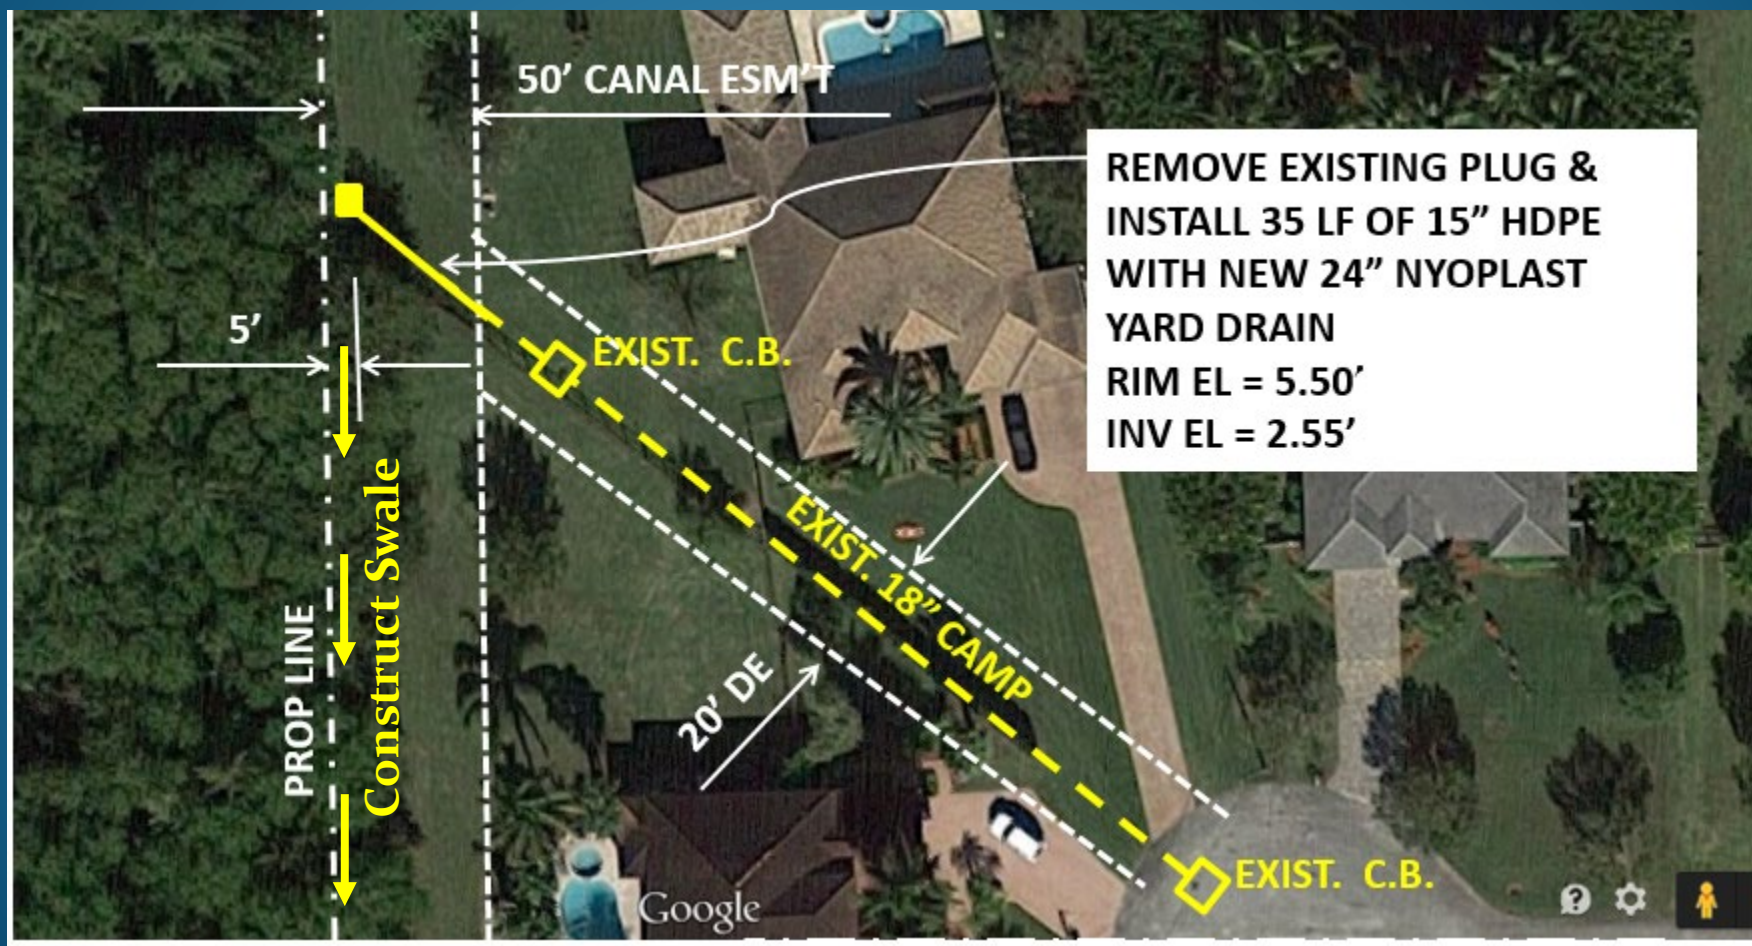 50’ CANAL ESM’T
REMOVE EXISTING PLUG &
INSTALL 35 LF OF 15” HDPE
WITH NEW 24” NYOPLAST
YARD DRAIN
RIM EL = 5.50’
INV EL = 2.55’
5’
EXIST. C.B.
EXIST. 18” CAMP
Construct Swale
PROP LINE
20’ DE
EXIST. C.B.
Google